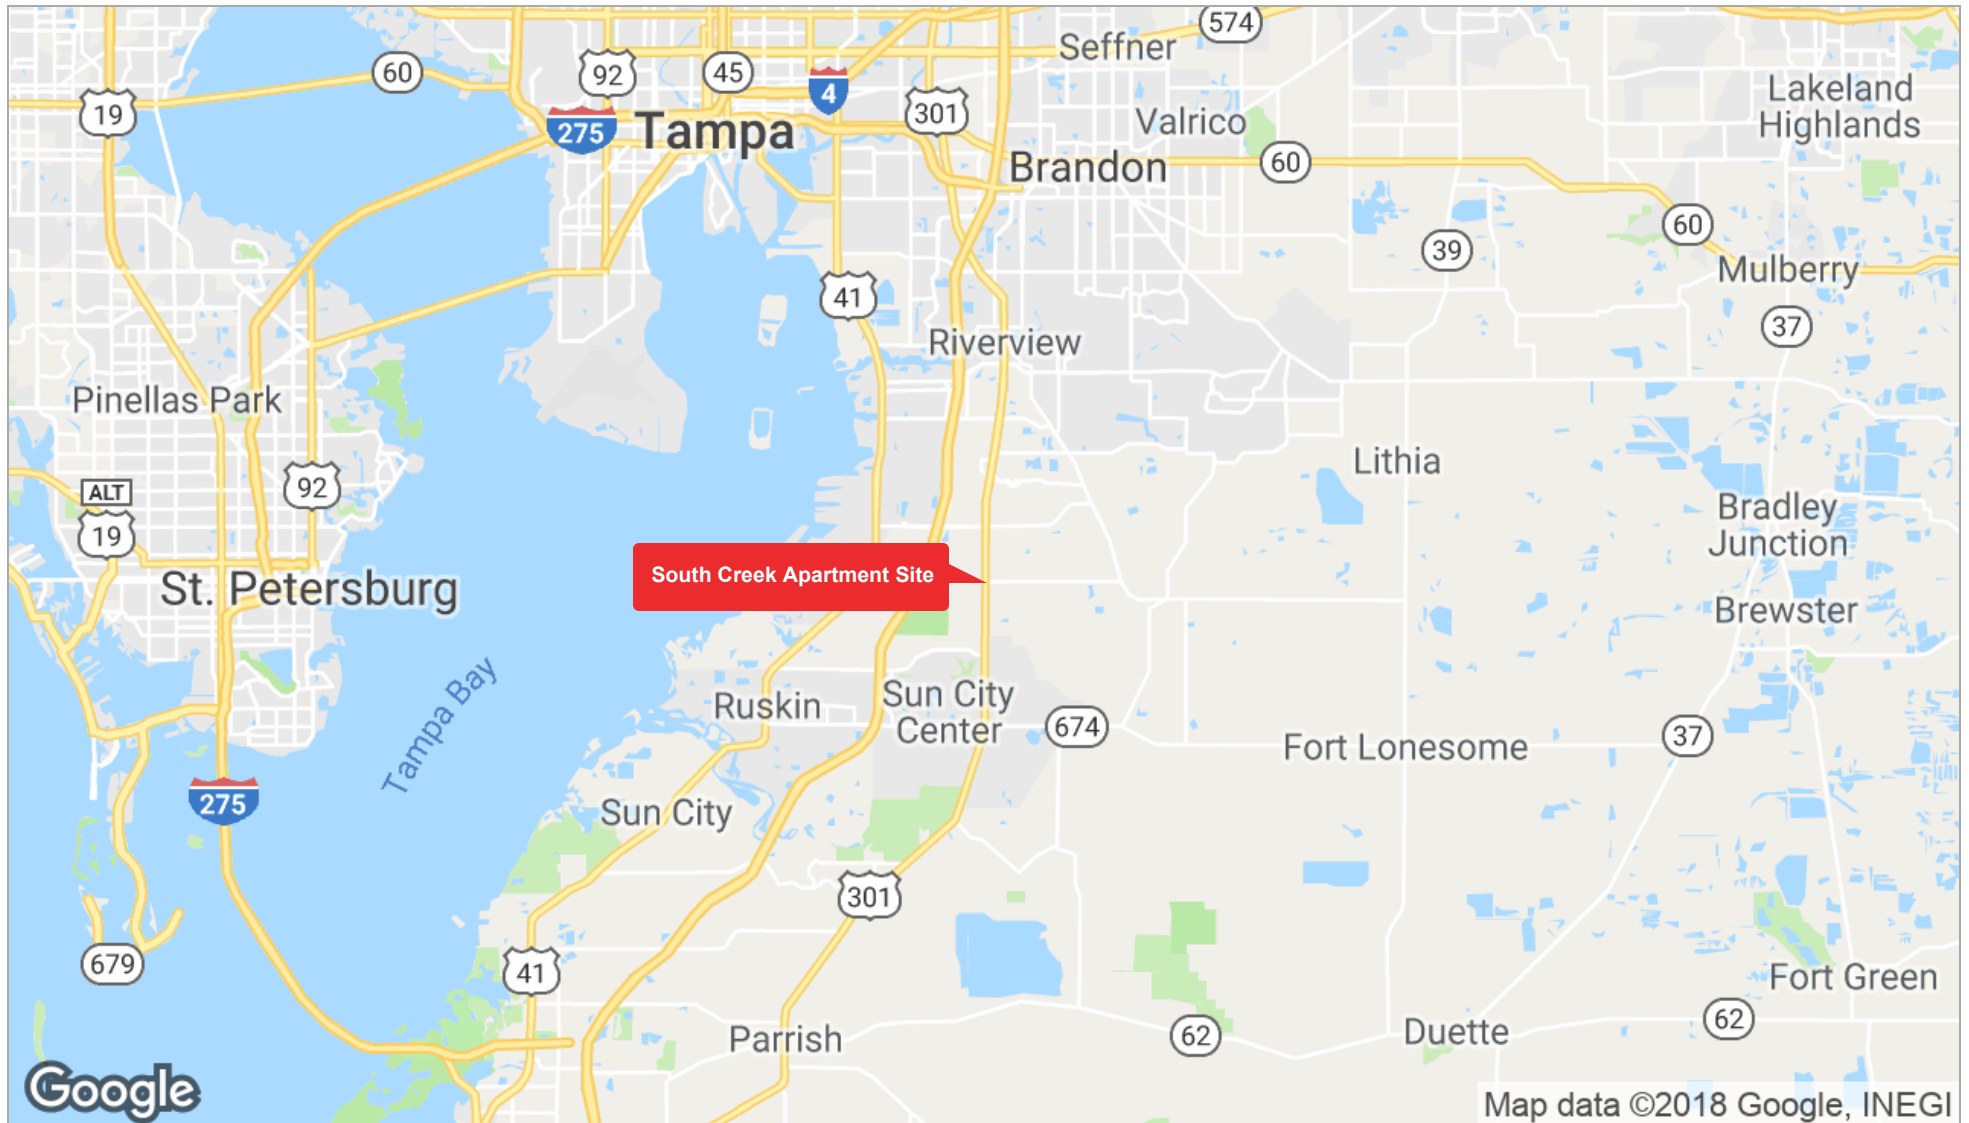 574
Seffner
60
92
45
4
19
301
Lakeland
Highlands
Valrico
275
Tampa
Brandon
60
60
39
Mulberry
41
37
Riverview
Pinellas Park
Lithia
92
ALT
19
Bradley
Junction
South Creek Apartment Site
St. Petersburg
Brewster
Tampa Bay
Ruskin
Sun City
Center
674
37
Fort Lonesome
275
Sun City
301
679
41
Fort Green
62
62
Parrish
Duette
Google
Map data ©2018 Google, INEGI